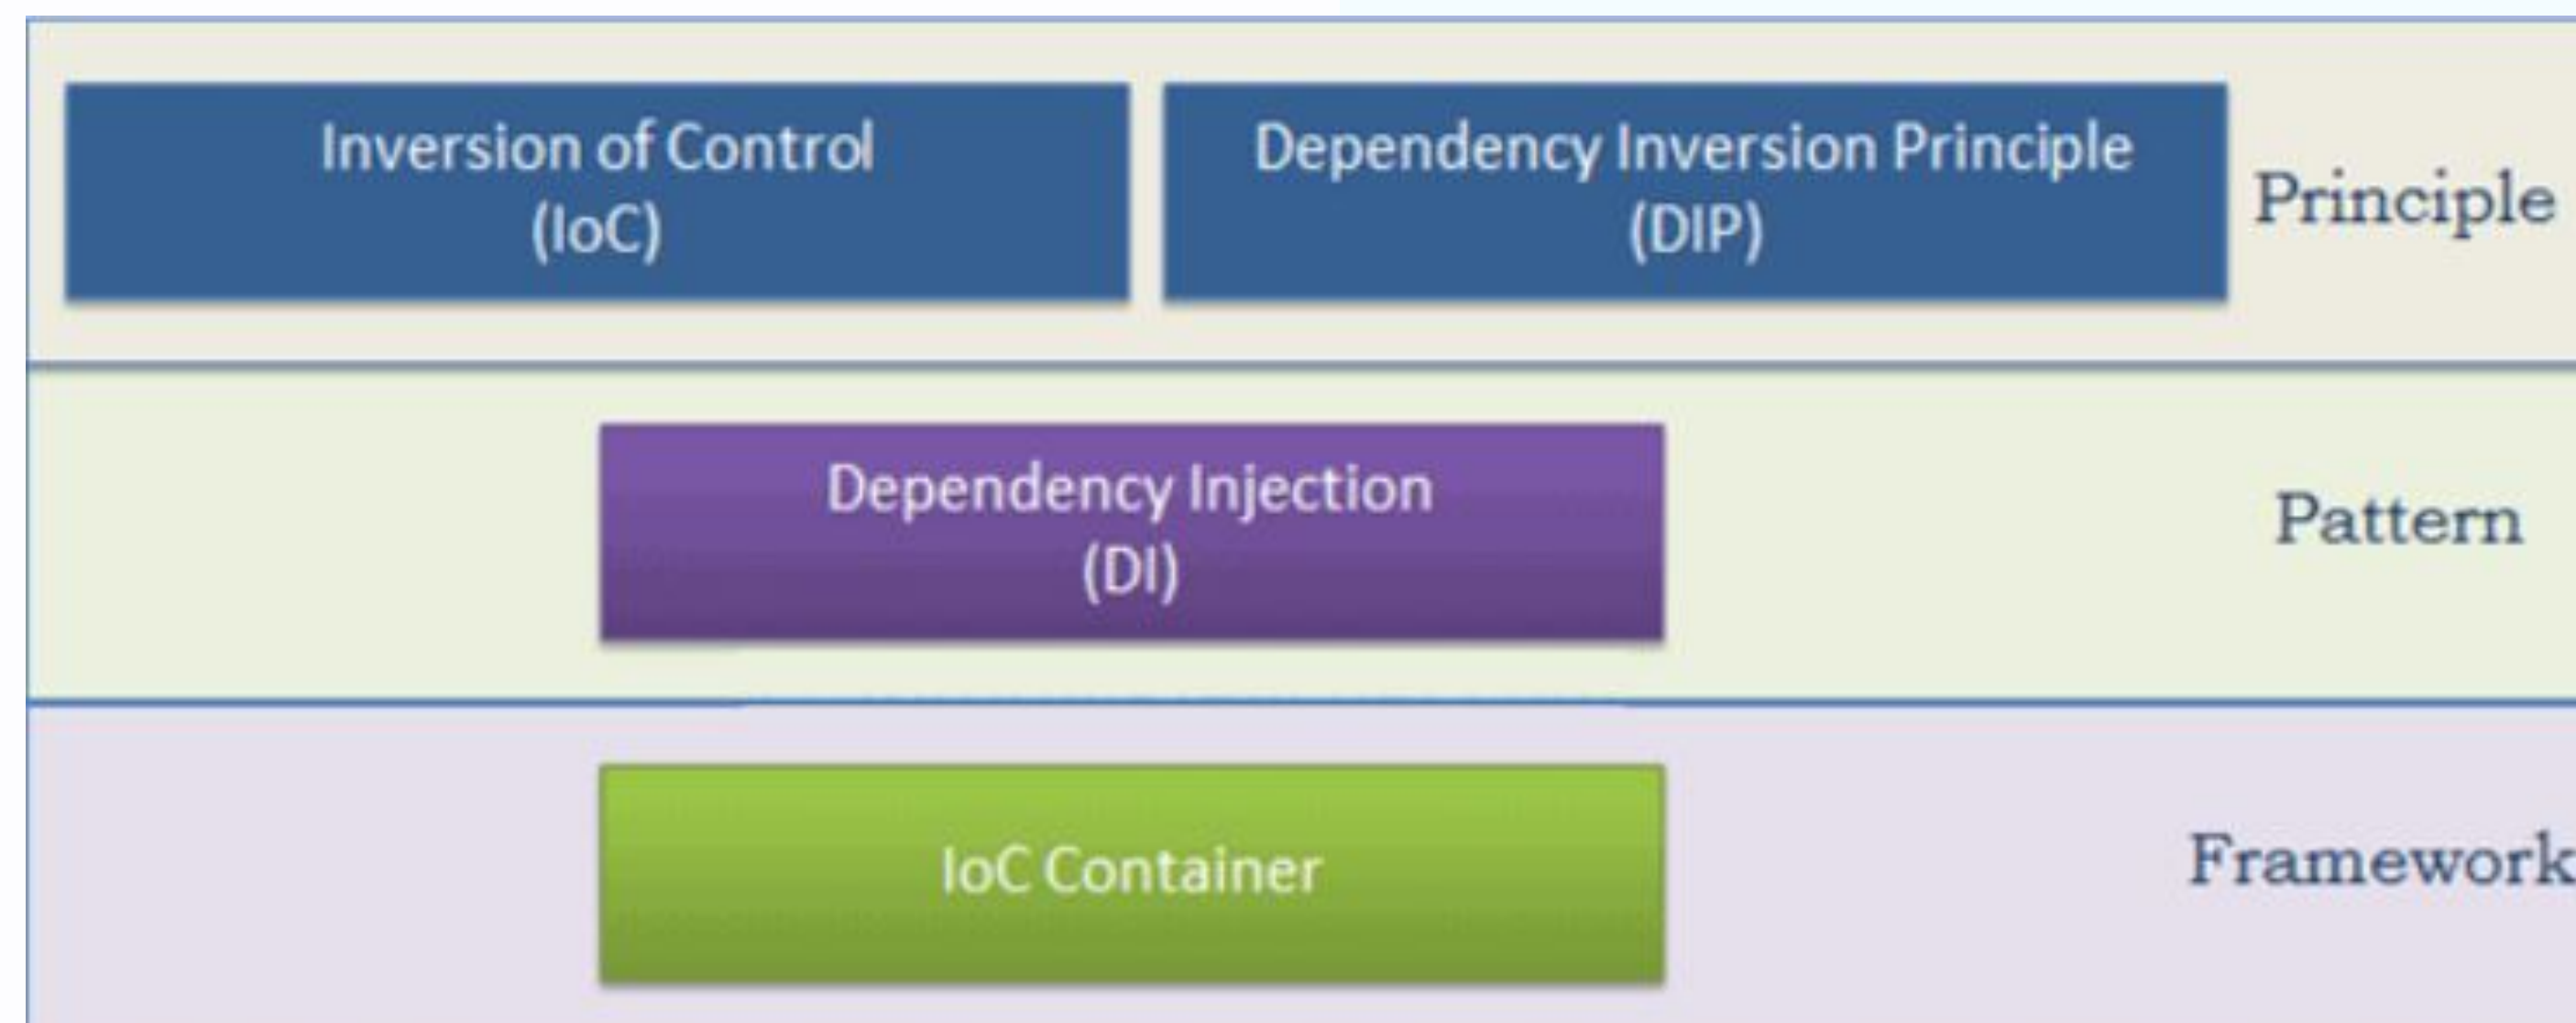 Inversion of Control
(IoC)
Dependency Inversion Principle
(DIP)
Principle
Dependency Injection
(DI)
Pattern
IoC Container
Framework